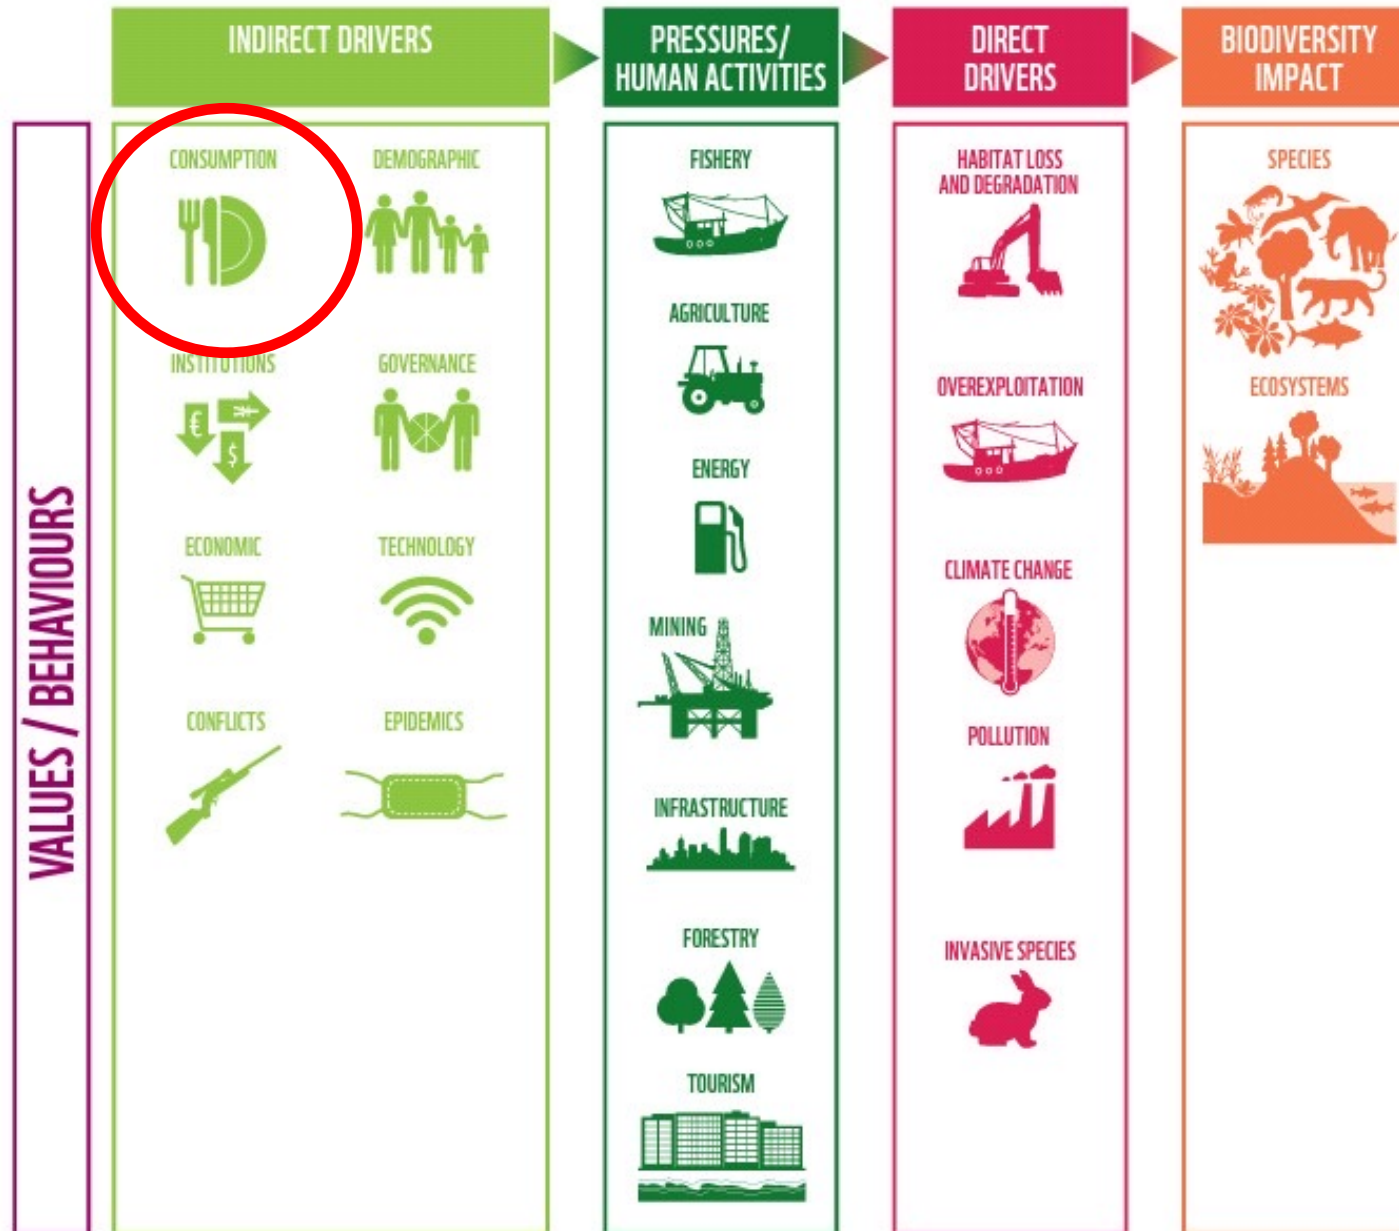 INDIRECT DRIVERS
PRESSURES/
HUMAN ACTIVITIES
DIRECT
DRIVERS
BIODIVERSITY
IMPACT
VALUES / BEHAVIOURS
CONSUMPTION
DEMOGRAPHIC
INSTITUTIONS
€
$
GOVERNANCE
ECONOMIC
TECHNOLOGY
CONFLICTS
EPIDEMICS
FISHERY
AGRICULTURE
ENERGY
MINING
INFRASTRUCTURE
FORESTRY
TOURISM
HABITAT LOSS
AND DEGRADATION
OVEREXPLOITATION
CLIMATE CHANGE
POLLUTION
INVASIVE SPECIES
SPECIES
ECOSYSTEMS